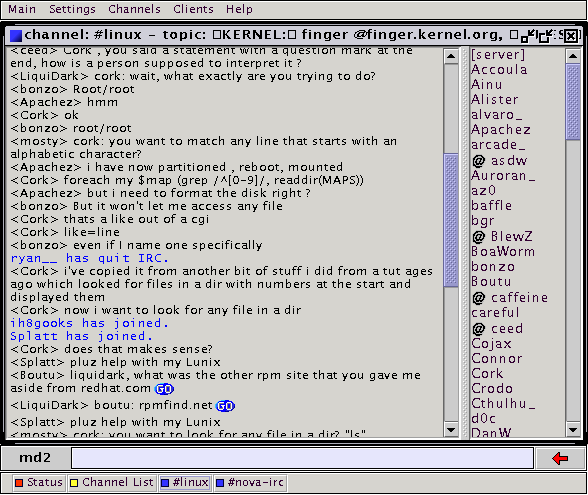 Main Settings Channels Clients Help
channel: #linux - topic: □KERNEL:□ finger @finger.kernel.org, □
<ceed> Cork , you said a statement with a question mark at the
end, how is a person supposed to interpret it ?
<LiquiDark> cork: wait, what exactly are you trying to do?
<bonzo> Root/root
<Apachez> hmm
<Cork> ok
<bonzo> root/root
<mosty> cork: you want to match any line that starts with an
alphabetic character?
<Apachez> i have now partitioned , reboot, mounted
<Cork> foreach my $map (grep /^[0-9]/, readdir(MAPS))
<Apachez> but i need to format the disk right ?
<bonzo> But it won't let me access any file
<Cork> thats a like out of a cgi
<Cork> like=line
<bonzo> even if I name one specifically
ryan__ has quit IRC.
<Cork> i've copied it from another bit of stuff i did from a tut ages
ago which looked for files in a dir with numbers at the start and
displayed them
<Cork> now i want to look for any file in a dir
ih8gooks has joined.
Splatt has joined.
<Cork> does that makes sense?
<Splatt> pluz help with my Lunix
<Boutu> liquidark, what was the other rpm site that you gave me
aside from redhat.com GO
<LiquiDark> boutu: rpmfind.net GO
<Splatt> pluz help with my Lunix
<mosty> cork: you want to look for any file in a dir? "ls"
[server]
Accoula
Ainu
Alister
alvaro_
Apachez
arcade_
@ asdw
Auroran_
az0
baffle
bgr
@ BlewZ
BoaWorm
bonzo
Boutu
@ caffeine
careful
@ ceed
Cojax
Connor
Cork
Crodo
Cthulhu_
d0c
DanW
md2
Status Channel List #linux #nova-irc